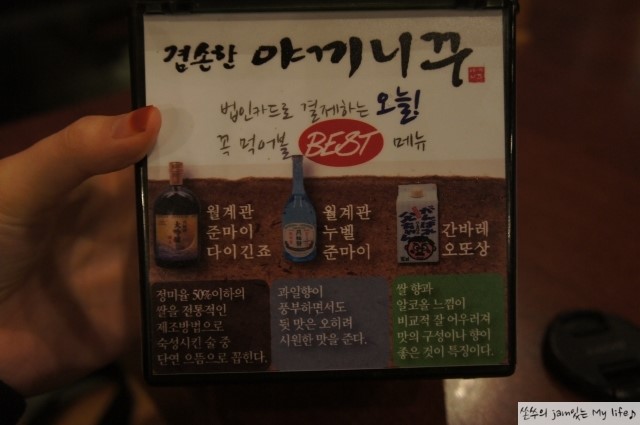 겸손한 야끼니꾸
법인카드로 결제하는 오늘!
꼭 먹어볼 BEST 메뉴
월계관
준마이
다이긴죠
월계관
누벨
준마이
간바레
오또상
정마율 50%이하의
쌀을 전통적인
제조방법으로
숙성시킨 술 중
단연 으뜸으로 꼽힌다.
과일향이
풍부하면서도
뒷 맛은 오히려
시원한 맛을 준다.
쌀 향과
알코올 느낌이
비교적 잘 어우러져
맛의 구성이나 향이
좋은 것이 특징이다.
쏜쑤의 jam있는 My life♪